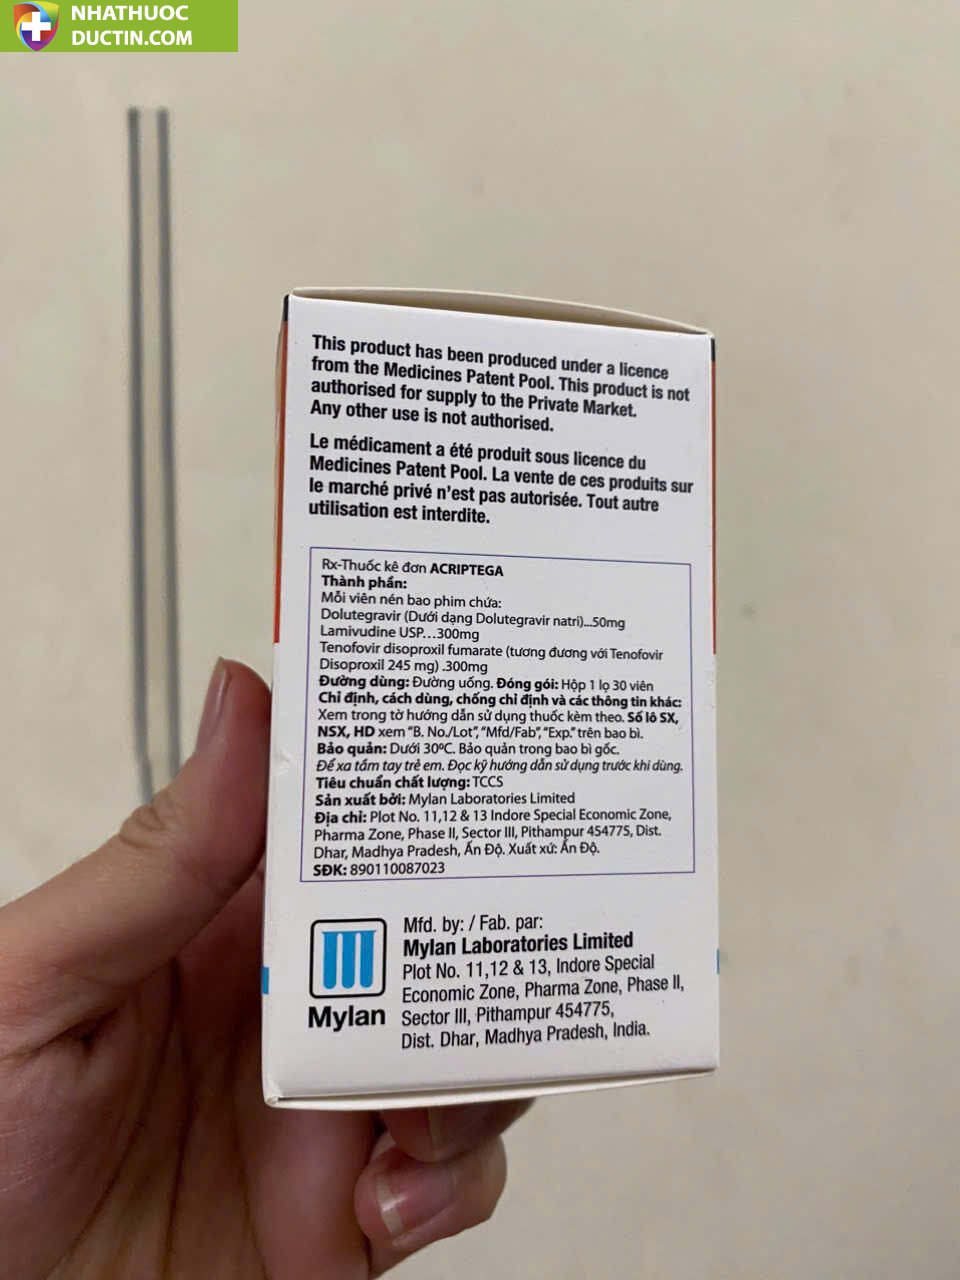 NHATHUOC
DUCTIN.COM
This product has been produced under a licence
from the Medicines Patent Pool. This product is not
authorised for supply to the Private Market.
Any other use is not authorised.
Le médicament a été produit sous licence du
Medicines Patent Pool. La vente de ces produits sur
le marché privé n'est pas autorisée. Tout autre
utilisation est interdite.
Rx-Thuốc kê đơn ACRIPTEGA
Thành phần:
Mỗi viên nén bao phim chứa:
Dolutegravir (Dưới dạng Dolutegravir natri)...50mg
Lamivudine USP...300mg
Tenofovir disoproxil fumarate (tương đương với Tenofovir
Disoproxil 245 mg) .300mg
Đường dùng: Đường uống. Đóng gói: Hộp 1 lọ 30 viên
Chỉ định, cách dùng, chống chỉ định và các thông tin khác:
Xem trong tờ hướng dẫn sử dụng thuốc kèm theo. Số lô SX,
NSX, HD xem "B. No./Lot", "Mfd/Fab", "Exp." trên bao bì.
Bảo quản: Dưới 30ºC. Bảo quản trong bao bì gốc.
Để xa tầm tay trẻ em. Đọc kỹ hướng dẫn sử dụng trước khi dùng.
Tiêu chuẩn chất lượng: TCCS
Sản xuất bởi: Mylan Laboratories Limited
Địa chỉ: Plot No. 11,12 & 13 Indore Special Economic Zone,
Pharma Zone, Phase II, Sector III, Pithampur 454775, Dist.
Dhar, Madhya Pradesh, Ấn Độ. Xuất xứ: Ấn Độ.
SĐK: 890110087023
Mfd. by: / Fab. par:
Mylan Laboratories Limited
Plot No. 11,12 & 13, Indore Special
Economic Zone, Pharma Zone, Phase II,
Sector III, Pithampur 454775,
Dist. Dhar, Madhya Pradesh, India.
Mylan